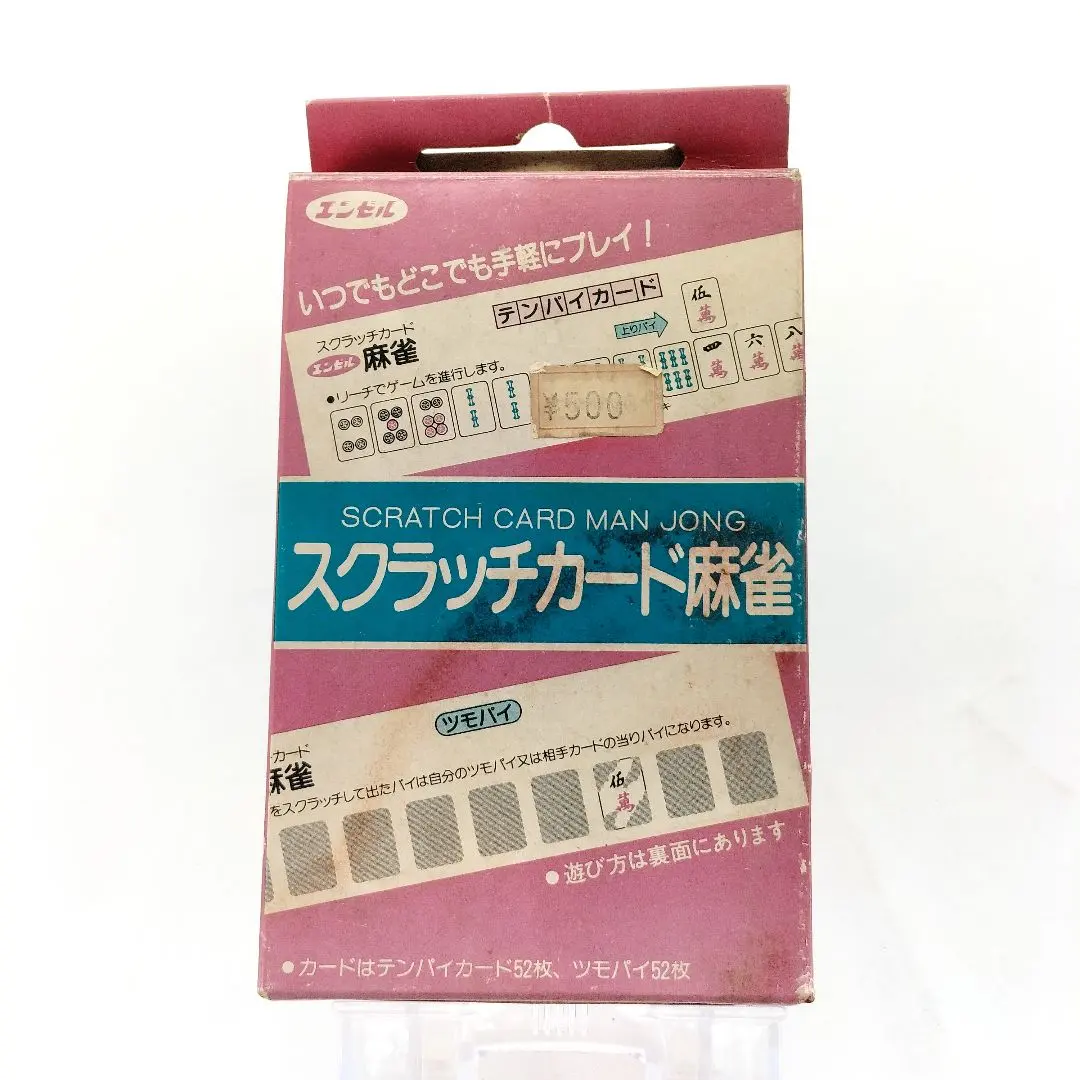 エンゼル
いつでもどこでも手軽にプレイ!
テンパイカード
スクラッチカード
エンゼル 麻雀
上りパイ
伍萬
●リーチでゲームを進行します。
四萬 六萬 八萬
¥500
キ
SCRATCH CARD MAN JONG
スクラッチカード麻雀
ツモパイ
カード
麻雀
をスクラッチして出たパイは自分のツモパイ又は相手カードの当りパイになります。
伍萬
●遊び方は裏面にあります
●カードはテンパイカード52枚、ツモパイ52枚